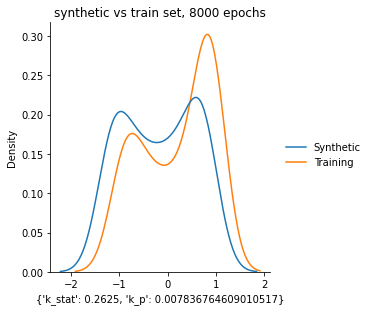 synthetic vs train set, 8000 epochs
0.30
0.25
0.20
0.15
0.10
0.05
0.00
Density
Synthetic
Training
−2 −1 0 1 2
{'k_stat': 0.2625, 'k_p': 0.007836764609010517}